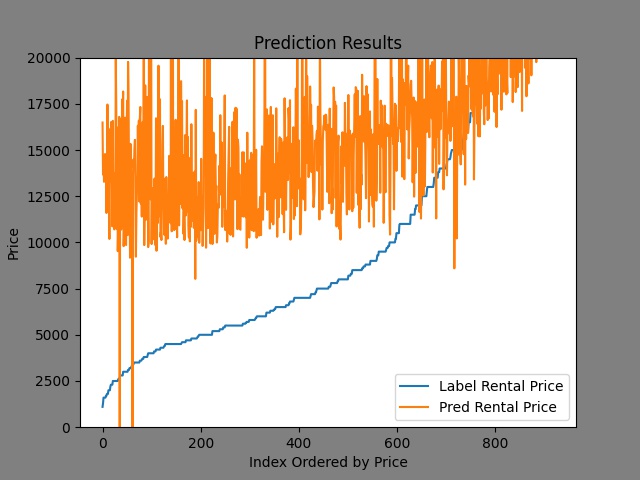 Prediction Results
Price
20000
17500
15000
12500
10000
7500
5000
2500
0
0 200 400 600 800
Index Ordered by Price
Label Rental Price
Pred Rental Price